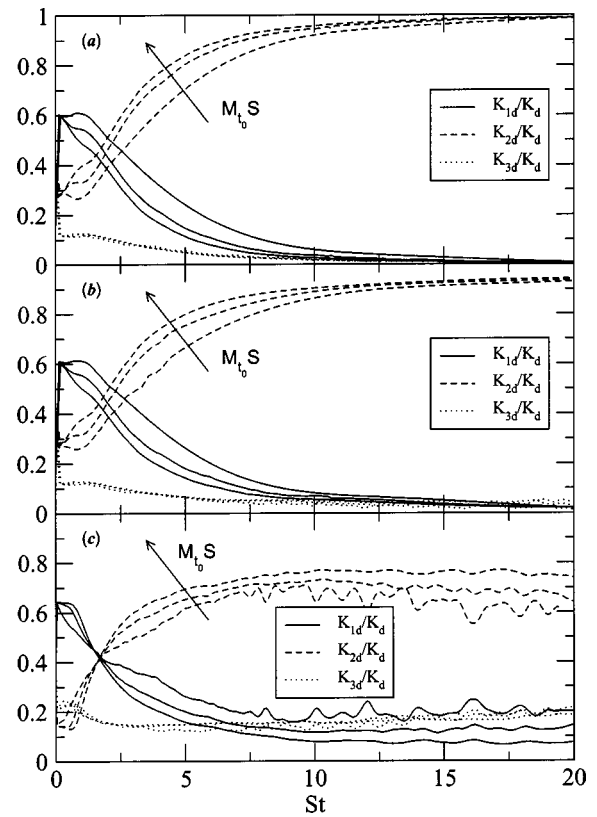 1
(a)
0.8
M_{t_0}S
K_{1d}/K_d
0.6
K_{2d}/K_d
0.4
K_{3d}/K_d
0.2
0
(b)
0.8
M_{t_0}S
K_{1d}/K_d
0.6
K_{2d}/K_d
0.4
K_{3d}/K_d
0.2
0
(c)
0.8
M_{t_0}S
0.6
K_{1d}/K_d
K_{2d}/K_d
0.4
K_{3d}/K_d
0.2
0
0 5 10 15 20
St